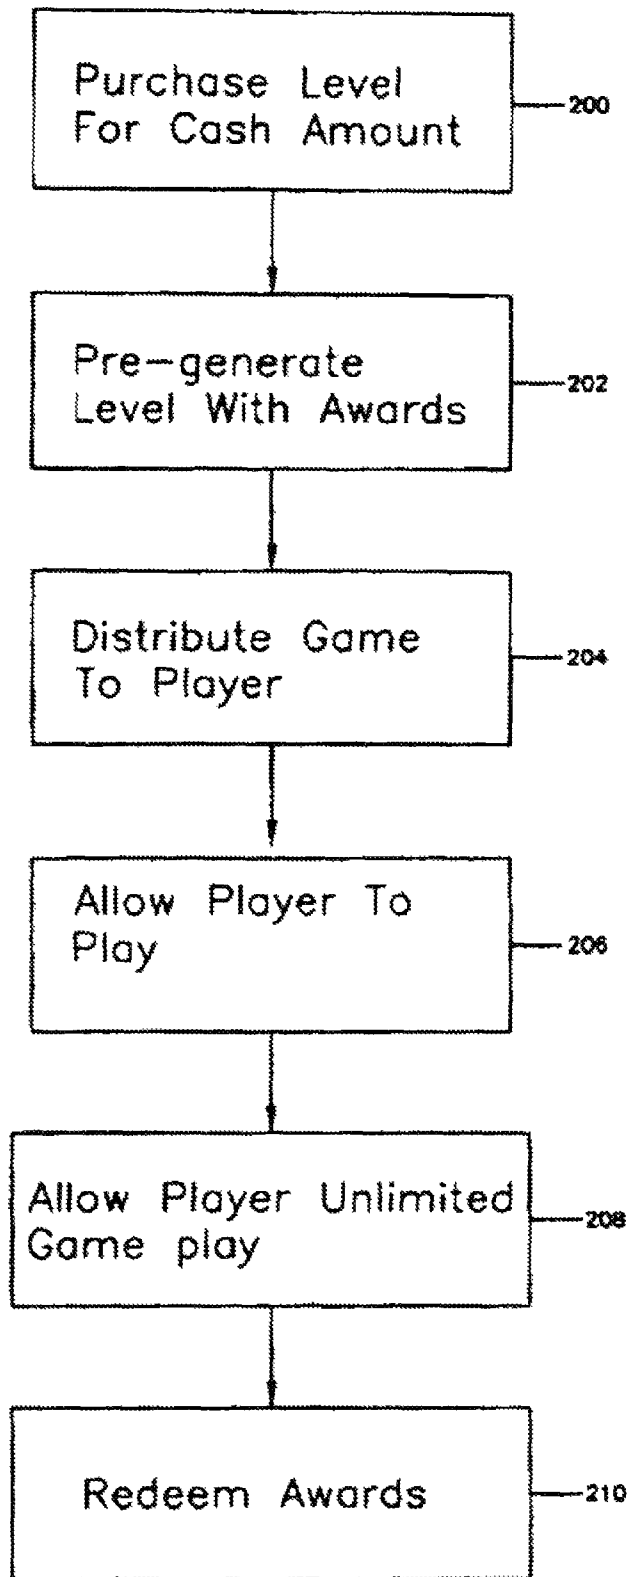 Purchase Level
For Cash Amount
200
Pre-generate
Level With Awards
202
Distribute Game
To Player
204
Allow Player To
Play
206
Allow Player Unlimited
Game play
208
Redeem Awards
210